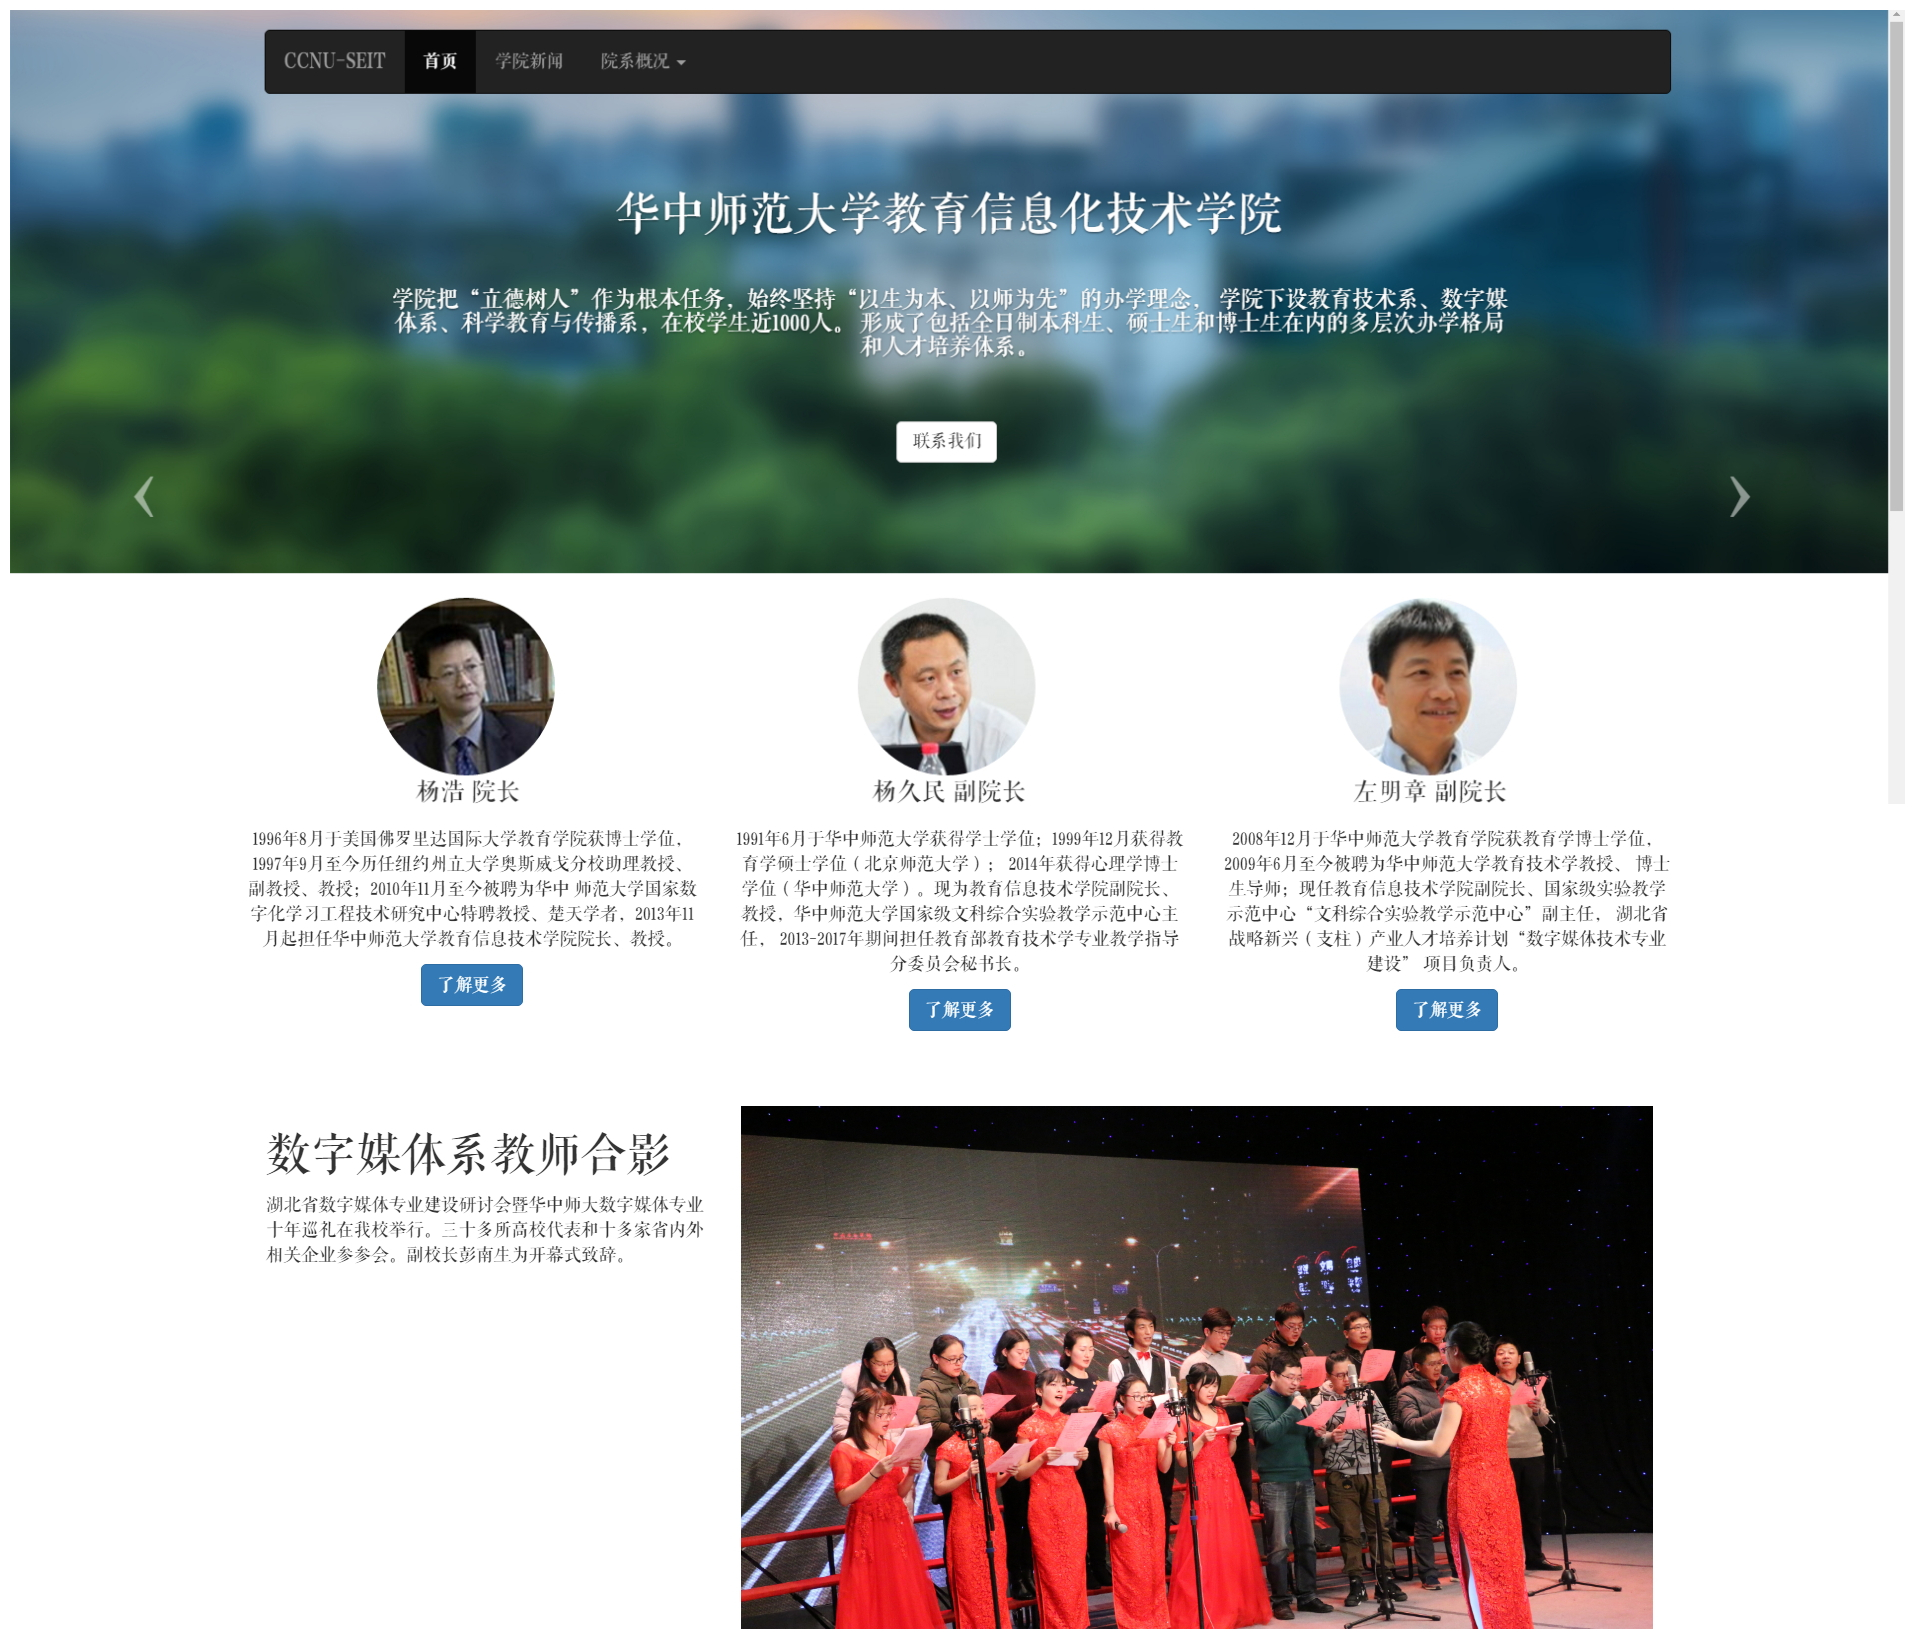 CCNU-SEIT 首页 学院新闻 院系概况
华中师范大学教育信息化技术学院
学院把“立德树人”作为根本任务，始终坚持“以生为本、以师为先”的办学理念， 学院下设教育技术系、数字媒
体系、科学教育与传播系，在校学生近1000人。 形成了包括全日制本科生、硕士生和博士生在内的多层次办学格局
和人才培养体系。
联系我们
杨浩 院长
1996年8月于美国佛罗里达国际大学教育学院获博士学位，
1997年9月至今历任纽约州立大学奥斯威戈分校助理教授、
副教授、教授；2010年11月至今被聘为华中 师范大学国家数
字化学习工程技术研究中心特聘教授、楚天学者，2013年11
月起担任华中师范大学教育信息技术学院院长、教授。
了解更多
杨久民 副院长
1991年6月于华中师范大学获得学士学位；1999年12月获得教
育学硕士学位（北京师范大学）； 2014年获得心理学博士
学位（华中师范大学）。现为教育信息技术学院副院长、
教授，华中师范大学国家级文科综合实验教学示范中心主
任， 2013-2017年期间担任教育部教育技术学专业教学指导
分委员会秘书长。
了解更多
左明章 副院长
2008年12月于华中师范大学教育学院获教育学博士学位，
2009年6月至今被聘为华中师范大学教育技术学教授、 博士
生导师；现任教育信息技术学院副院长、国家级实验教学
示范中心“文科综合实验教学示范中心”副主任， 湖北省
战略新兴（支柱）产业人才培养计划“数字媒体技术专业
建设” 项目负责人。
了解更多
数字媒体系教师合影
湖北省数字媒体专业建设研讨会暨华中师大数字媒体专业
十年巡礼在我校举行。三十多所高校代表和十多家省内外
相关企业参参会。副校长彭南生为开幕式致辞。